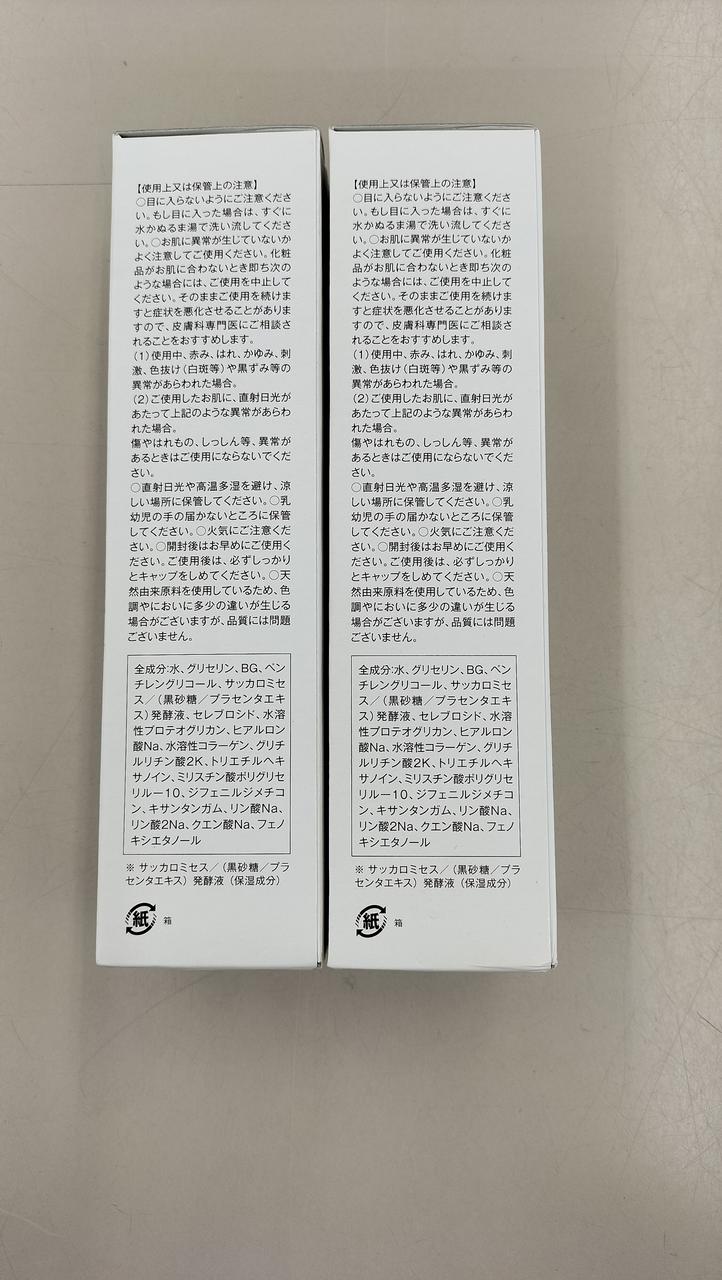 【使用上又は保管上の注意】
○目に入らないようにご注意くださ
い。もし目に入った場合は、すぐに
水かぬるま湯で洗い流してくださ
い。○お肌に異常が生じていないか
よく注意してご使用ください。化粧
品がお肌に合わないとき即ち次の
ような場合には、ご使用を中止して
ください。そのままご使用を続けま
すと症状を悪化させることがありま
すので、皮膚科専門医にご相談さ
れることをおすすめします。
(1)使用中、赤み、はれ、かゆみ、刺
激、色抜け(白斑等)や黒ずみ等の
異常があらわれた場合。
(2)ご使用したお肌に、直射日光が
あたって上記のような異常があらわ
れた場合。
傷やはれもの、しっしん等、異常が
あるときはご使用にならないでくだ
さい。
○直射日光や高温多湿を避け、涼
しい場所に保管してください。○乳
幼児の手の届かないところに保管
してください。○火気にご注意くだ
さい。○開封後はお早めにご使用く
ださい。ご使用後は、必ずしっかり
とキャップをしめてください。○天
然由来原料を使用しているため、色
調やにおいに多少の違いが生じる
場合がございますが、品質には問題
ございません。
全成分:水、グリセリン、BG、ペン
チレングリコール、サッカロミセ
ス/(黒砂糖/プラセンタエキ
ス)発酵液、セレブロシド、水溶
性プロテオグリカン、ヒアルロン
酸Na、水溶性コラーゲン、グリチ
ルリチン酸2K、トリエチルヘキ
サノイン、ミリスチン酸ポリグリセ
リルー10、ジフェニルジメチコ
ン、キサンタンガム、リン酸Na、
リン酸2Na、クエン酸Na、フェノ
キシエタノール
※ サッカロミセス/(黒砂糖/プラ
センタエキス)発酵液(保湿成分)
紙 箱
【使用上又は保管上の注意】
○目に入らないようにご注意くださ
い。もし目に入った場合は、すぐに
水かぬるま湯で洗い流してくださ
い。○お肌に異常が生じていないか
よく注意してご使用ください。化粧
品がお肌に合わないとき即ち次の
ような場合には、ご使用を中止して
ください。そのままご使用を続けま
すと症状を悪化させることがありま
すので、皮膚科専門医にご相談さ
れることをおすすめします。
(1)使用中、赤み、はれ、かゆみ、刺
激、色抜け(白斑等)や黒ずみ等の
異常があらわれた場合。
(2)ご使用したお肌に、直射日光が
あたって上記のような異常があらわ
れた場合。
傷やはれもの、しっしん等、異常が
あるときはご使用にならないでくだ
さい。
○直射日光や高温多湿を避け、涼
しい場所に保管してください。○乳
幼児の手の届かないところに保管
してください。○火気にご注意くだ
さい。○開封後はお早めにご使用く
ださい。ご使用後は、必ずしっかり
とキャップをしめてください。○天
然由来原料を使用しているため、色
調やにおいに多少の違いが生じる
場合がございますが、品質には問題
ございません。
全成分:水、グリセリン、BG、ペン
チレングリコール、サッカロミセ
ス/(黒砂糖/プラセンタエキ
ス)発酵液、セレブロシド、水溶
性プロテオグリカン、ヒアルロン
酸Na、水溶性コラーゲン、グリチ
ルリチン酸2K、トリエチルヘキ
サノイン、ミリスチン酸ポリグリセ
リルー10、ジフェニルジメチコ
ン、キサンタンガム、リン酸Na、
リン酸2Na、クエン酸Na、フェノ
キシエタノール
※ サッカロミセス/(黒砂糖/プラ
センタエキス)発酵液(保湿成分)
紙 箱